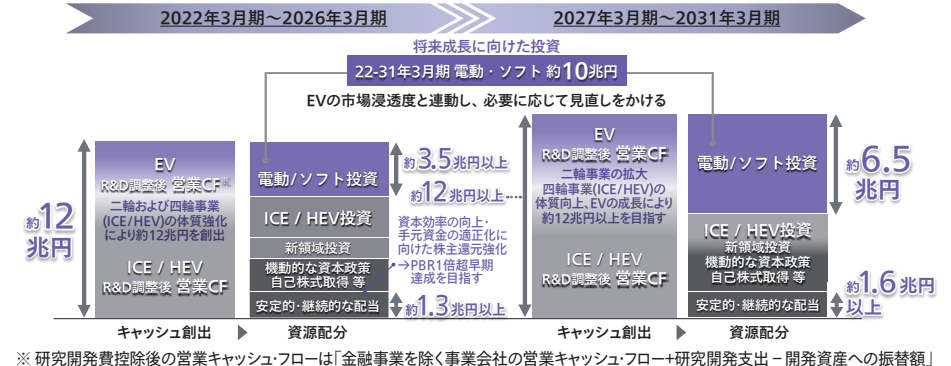 2022年3月期～2026年3月期
2027年3月期～2031年3月期
将来成長に向けた投資
22-31年3月期 電動・ソフト 約10兆円
EVの市場浸透度と連動し、必要に応じて見直しをかける
約12
兆円
EV
R&D調整後 営業CF※
二輪および四輪事業
(ICE/HEV)の体質強化
により約12兆円を創出
ICE / HEV
R&D調整後 営業CF
電動/ソフト投資
ICE / HEV投資
新領域投資
機動的な資本政策
自己株式取得 等
安定的・継続的な配当
約3.5兆円以上
約12兆円以上
資本効率の向上・
手元資金の適正化に
向けた株主還元強化
→PBR1倍超早期
達成を目指す
約1.3兆円以上
EV
R&D調整後 営業CF
二輪事業の拡大
四輪事業(ICE/HEV)の
体質向上、EVの成長により
約12兆円以上を目指す
ICE / HEV
R&D調整後 営業CF
電動/ソフト投資
ICE / HEV投資
新領域投資
機動的な資本政策
自己株式取得 等
安定的・継続的な配当
約6.5
兆円
約1.6兆円
以上
キャッシュ創出
資源配分
キャッシュ創出
資源配分
※ 研究開発費控除後の営業キャッシュ・フローは「金融事業を除く事業会社の営業キャッシュ・フロー+研究開発支出－開発資産への振替額」